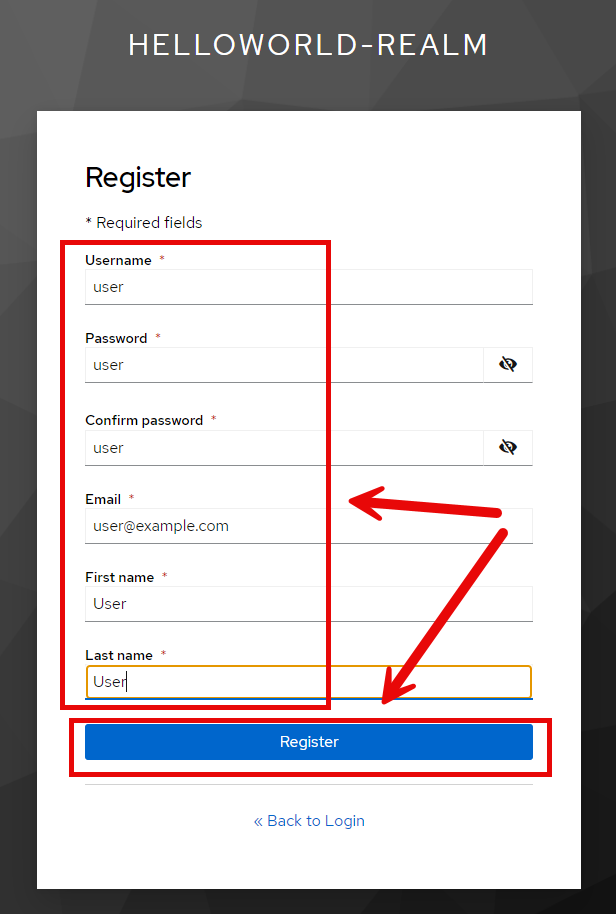 HELLOWORLD-REALM
Register
* Required fields
Username *
user
Password *
user
Confirm password *
user
Email *
user@example.com
First name *
User
Last name *
User
Register
« Back to Login